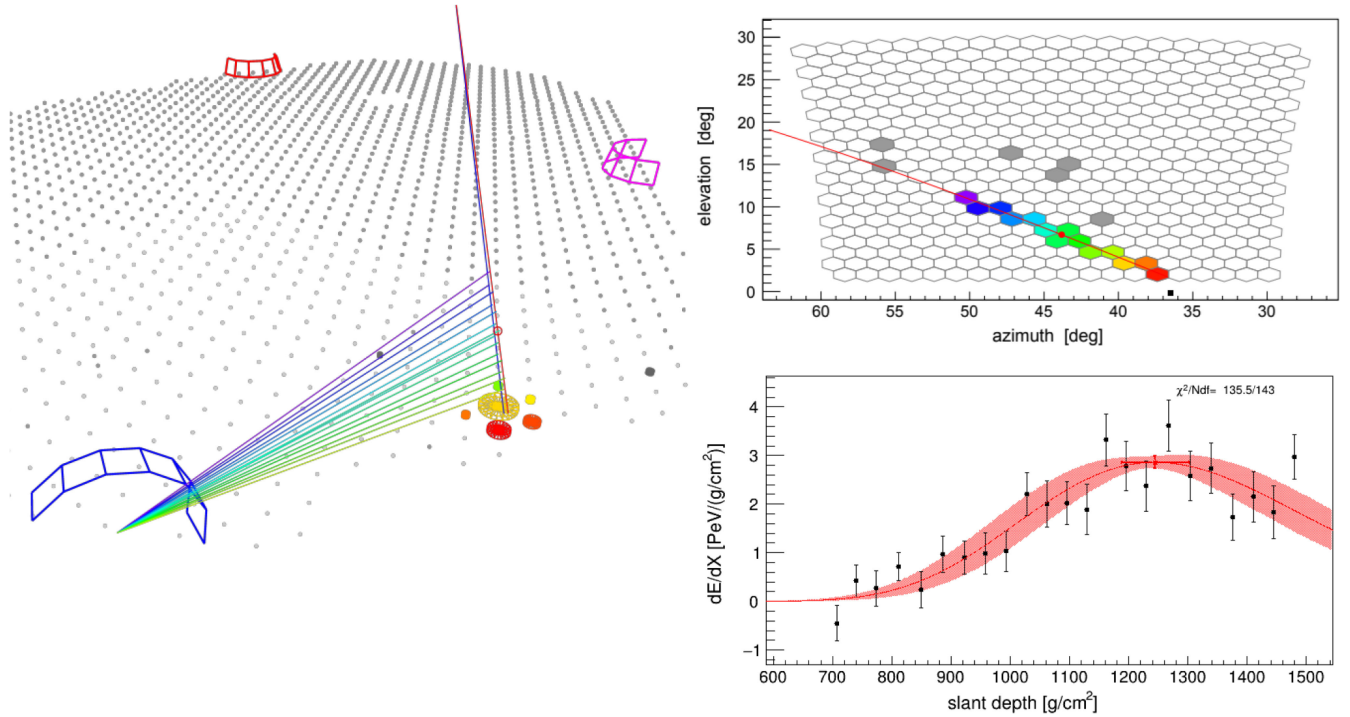 30
25
20
15
10
5
0
elevation [deg]
60 55 50 45 40 35 30
azimuth [deg]
χ²/Ndf= 135.5/143
4
3
2
1
0
−1
dE/dX [PeV/(g/cm²)]
600 700 800 900 1000 1100 1200 1300 1400 1500
slant depth [g/cm²]